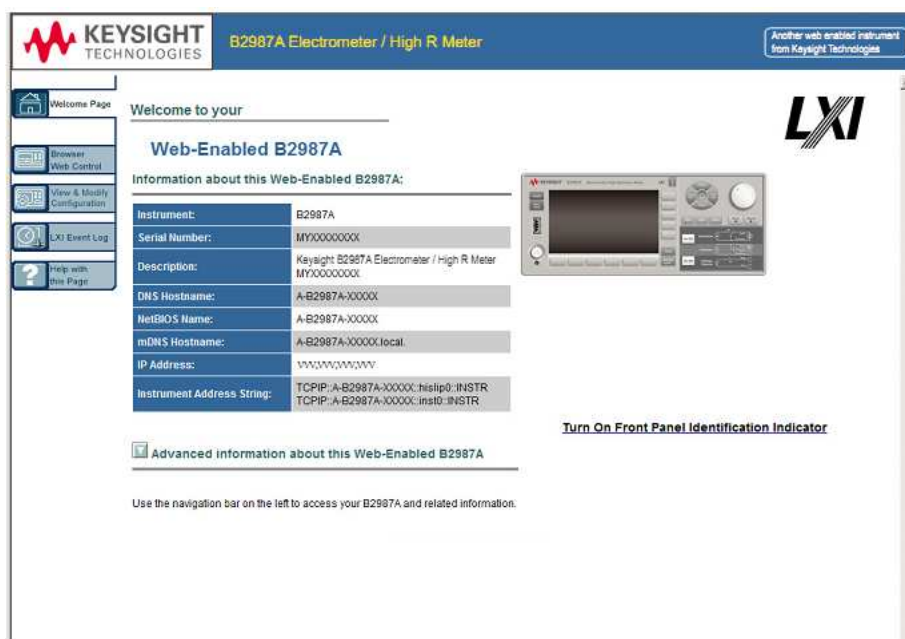 KEYSIGHT
TECHNOLOGIES
B2987A Electrometer / High R Meter
Another web enabled instrument
from Keysight Technologies
Welcome Page
Browser
Web Control
View & Modify
Configuration
LXI Event Log
Help with
this Page
Welcome to your
Web-Enabled B2987A
LXI
Information about this Web-Enabled B2987A:
Instrument: B2987A
Serial Number: MYXXXXXXXX
Description: Keysight B2987A Electrometer / High R Meter
MYXXXXXXXX
DNS Hostname: A-B2987A-XXXXX
NetBIOS Name: A-B2987A-XXXXX
mDNS Hostname: A-B2987A-XXXXX.local.
IP Address:
Instrument Address String: TCPIP::A-B2987A-XXXXX::hislip0::INSTR
TCPIP::A-B2987A-XXXXX::inst0::INSTR
Turn On Front Panel Identification Indicator
Advanced information about this Web-Enabled B2987A
Use the navigation bar on the left to access your B2987A and related information.